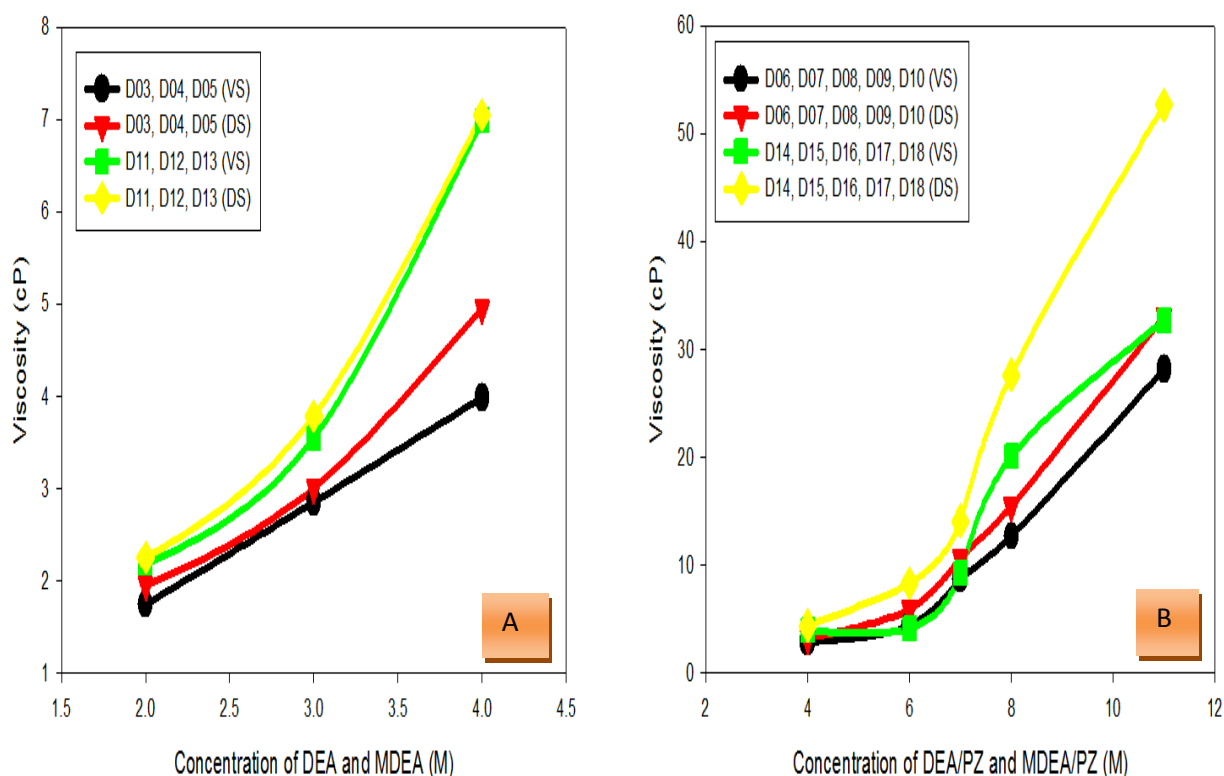 8
7
6
5
4
3
2
1
Viscosity (cP)
D03, D04, D05 (VS)
D03, D04, D05 (DS)
D11, D12, D13 (VS)
D11, D12, D13 (DS)
A
1.5 2.0 2.5 3.0 3.5 4.0 4.5
Concentration of DEA and MDEA (M)
60
50
40
30
20
10
0
Viscosity (cP)
D06, D07, D08, D09, D10 (VS)
D06, D07, D08, D09, D10 (DS)
D14, D15, D16, D17, D18 (VS)
D14, D15, D16, D17, D18 (DS)
B
2 4 6 8 10 12
Concentration of DEA/PZ and MDEA/PZ (M)